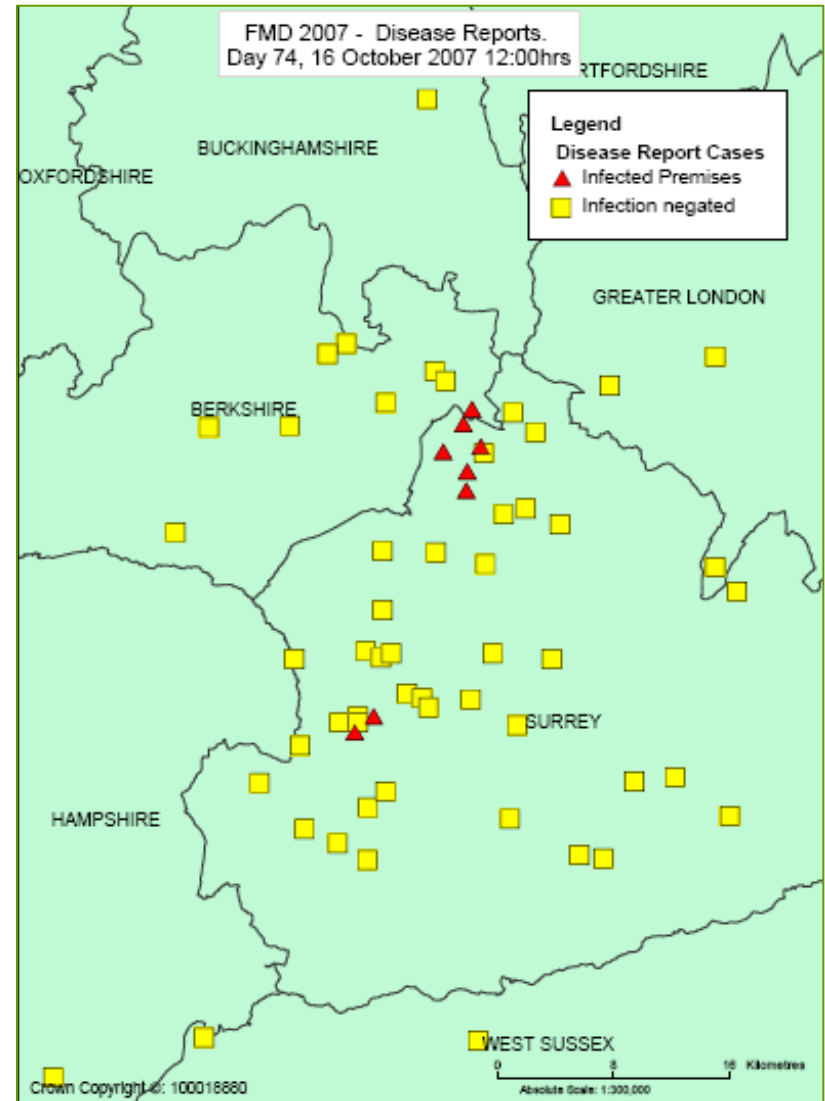 FMD 2007 - Disease Reports.
Day 74, 16 October 2007 12:00hrs
RTFORDSHIRE
Legend
Disease Report Cases
Infected Premises
Infection negated
BUCKINGHAMSHIRE
OXFORDSHIRE
GREATER LONDON
BERKSHIRE
SURREY
HAMPSHIRE
WEST SUSSEX
0 8 16 Kilometres
Crown Copyright ©: 100018880
Absolute Scale: 1:300,000